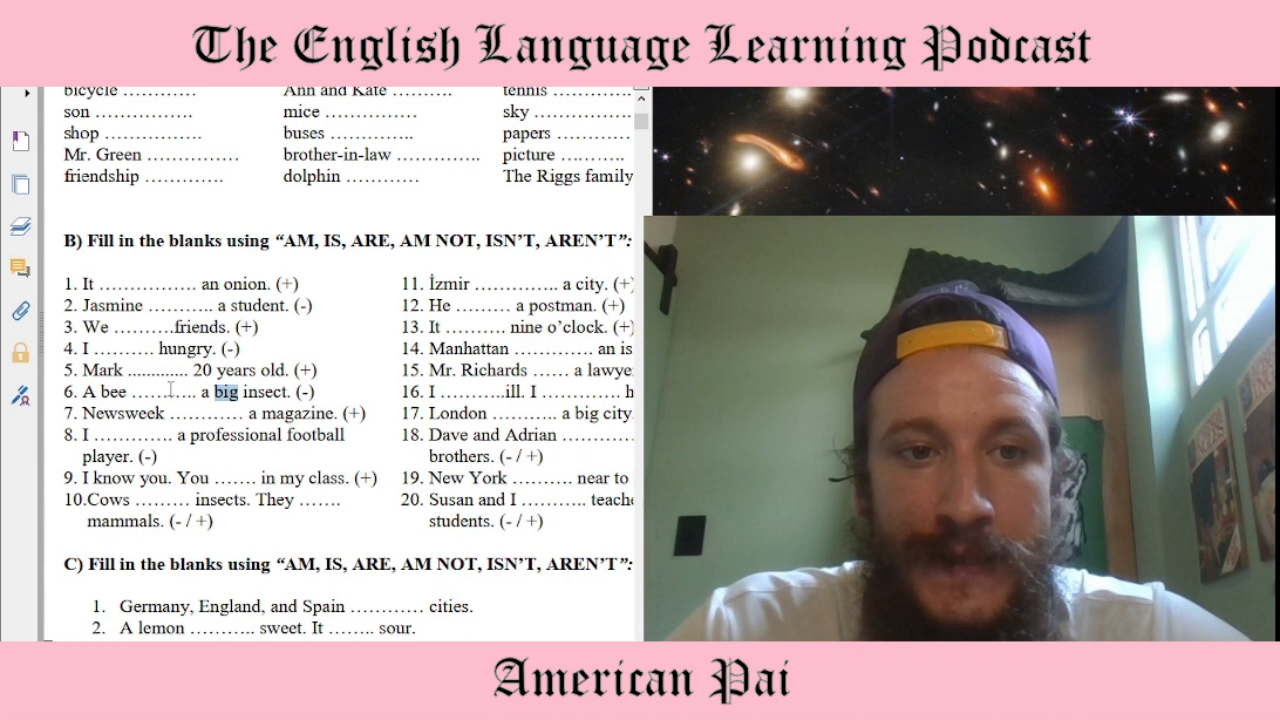 The English Language Learning Podcast
bicycle ………… Ann and Kate ………. tennis …………
son ……………. mice …………… sky …………….
shop ……………. buses ………….. papers …………
Mr. Green …………… brother-in-law ………….. picture ……….
friendship …………. dolphin ………… The Riggs family
B) Fill in the blanks using “AM, IS, ARE, AM NOT, ISN’T, AREN’T”:
1. It ……………. an onion. (+)
2. Jasmine ……….. a student. (-)
3. We ……….friends. (+)
4. I ………. hungry. (-)
5. Mark ............. 20 years old. (+)
6. A bee ………. a big insect. (-)
7. Newsweek ………… a magazine. (+)
8. I …………. a professional football
player. (-)
9. I know you. You ……. in my class. (+)
10.Cows ……… insects. They …….
mammals. (- / +)
11. İzmir ………….. a city. (+)
12. He ……… a postman. (+)
13. It ………. nine o’clock. (+)
14. Manhattan …………. an is
15. Mr. Richards …… a lawye
16. I ………..ill. I ………… h
17. London ……….. a big city.
18. Dave and Adrian ………..
brothers. (- / +)
19. New York ………. near to
20. Susan and I ……….. teache
students. (- / +)
C) Fill in the blanks using “AM, IS, ARE, AM NOT, ISN’T, AREN’T”:
1. Germany, England, and Spain ………… cities.
2. A lemon ……….. sweet. It …….. sour.
American Pai